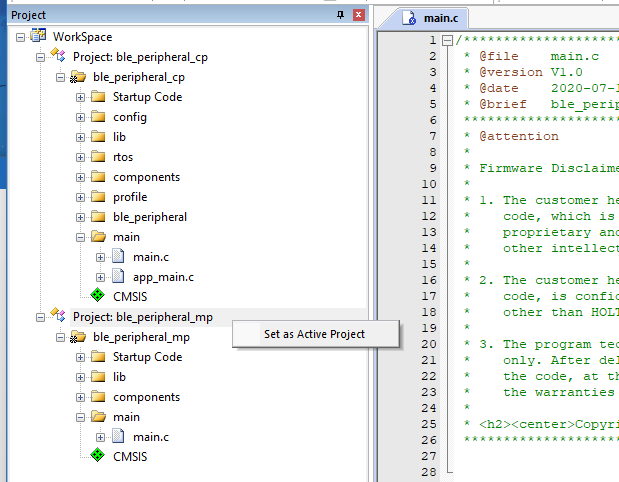 Project
WorkSpace
Project: ble_peripheral_cp
ble_peripheral_cp
Startup Code
config
lib
rtos
components
profile
ble_peripheral
main
main.c
app_main.c
CMSIS
Project: ble_peripheral_mp
ble_peripheral_mp
Startup Code
lib
components
main
main.c
CMSIS
Set as Active Project
main.c
1 /*********************
2 * @file main.c
3 * @version V1.0
4 * @date 2020-07-1
5 * @brief ble_perip
6 *********************
7 * @attention
8 *
9 * Firmware Disclaime
10 *
11 * 1. The customer he
12 * code, which is
13 * proprietary and
14 * other intellect
15 *
16 * 2. The customer he
17 * code, is confid
18 * other than HOLT
19 *
20 * 3. The program tec
21 * only. After del
22 * the code, at th
23 * the warranties
24 *
25 * <h2><center>Copyri
26 *********************
27
28